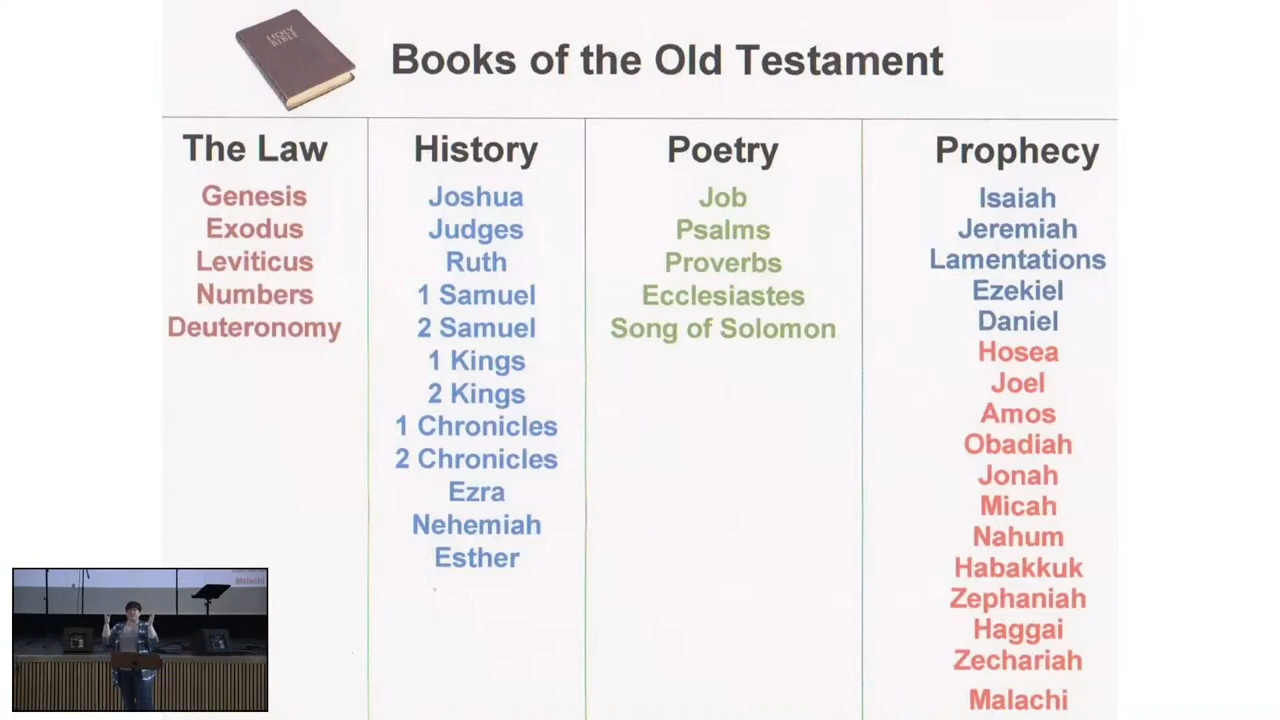 HOLY
BIBLE
Books of the Old Testament
The Law
Genesis
Exodus
Leviticus
Numbers
Deuteronomy
History
Joshua
Judges
Ruth
1 Samuel
2 Samuel
1 Kings
2 Kings
1 Chronicles
2 Chronicles
Ezra
Nehemiah
Esther
Poetry
Job
Psalms
Proverbs
Ecclesiastes
Song of Solomon
Prophecy
Isaiah
Jeremiah
Lamentations
Ezekiel
Daniel
Hosea
Joel
Amos
Obadiah
Jonah
Micah
Nahum
Habakkuk
Zephaniah
Haggai
Zechariah
Malachi
Malachi